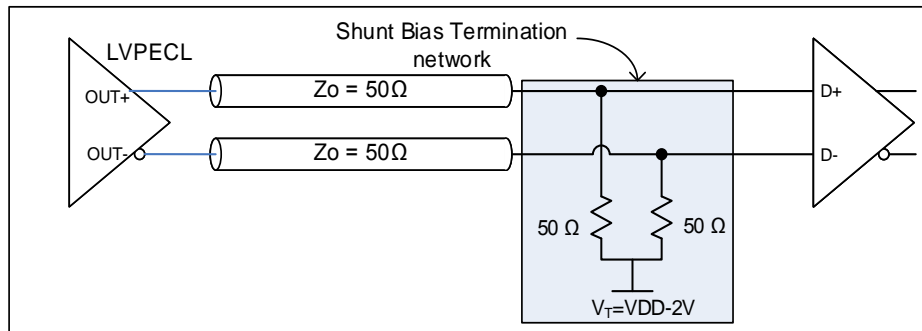 Shunt Bias Termination
network
LVPECL
OUT+
Zo = 50Ω
D+
OUT-
Zo = 50Ω
D-
50 Ω
50 Ω
VT=VDD-2V